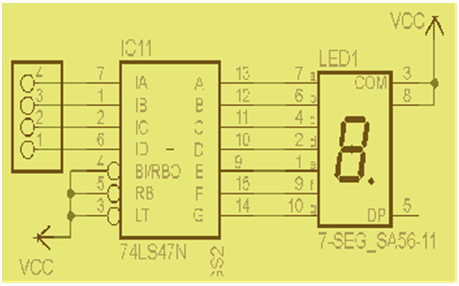 VCC
IC11
LED1
4 7 IA A 13 7 a COM 3
3 1 IB B 12 6 b 8
2 2 IC C 11 4 c
1 6 ID D 10 2 d
4 BI/RBO E 9 1 e
5 RB F 15 9 f
3 LT G 14 10 g DP 5
VCC
74LS47N
7-SEG_SA56-11